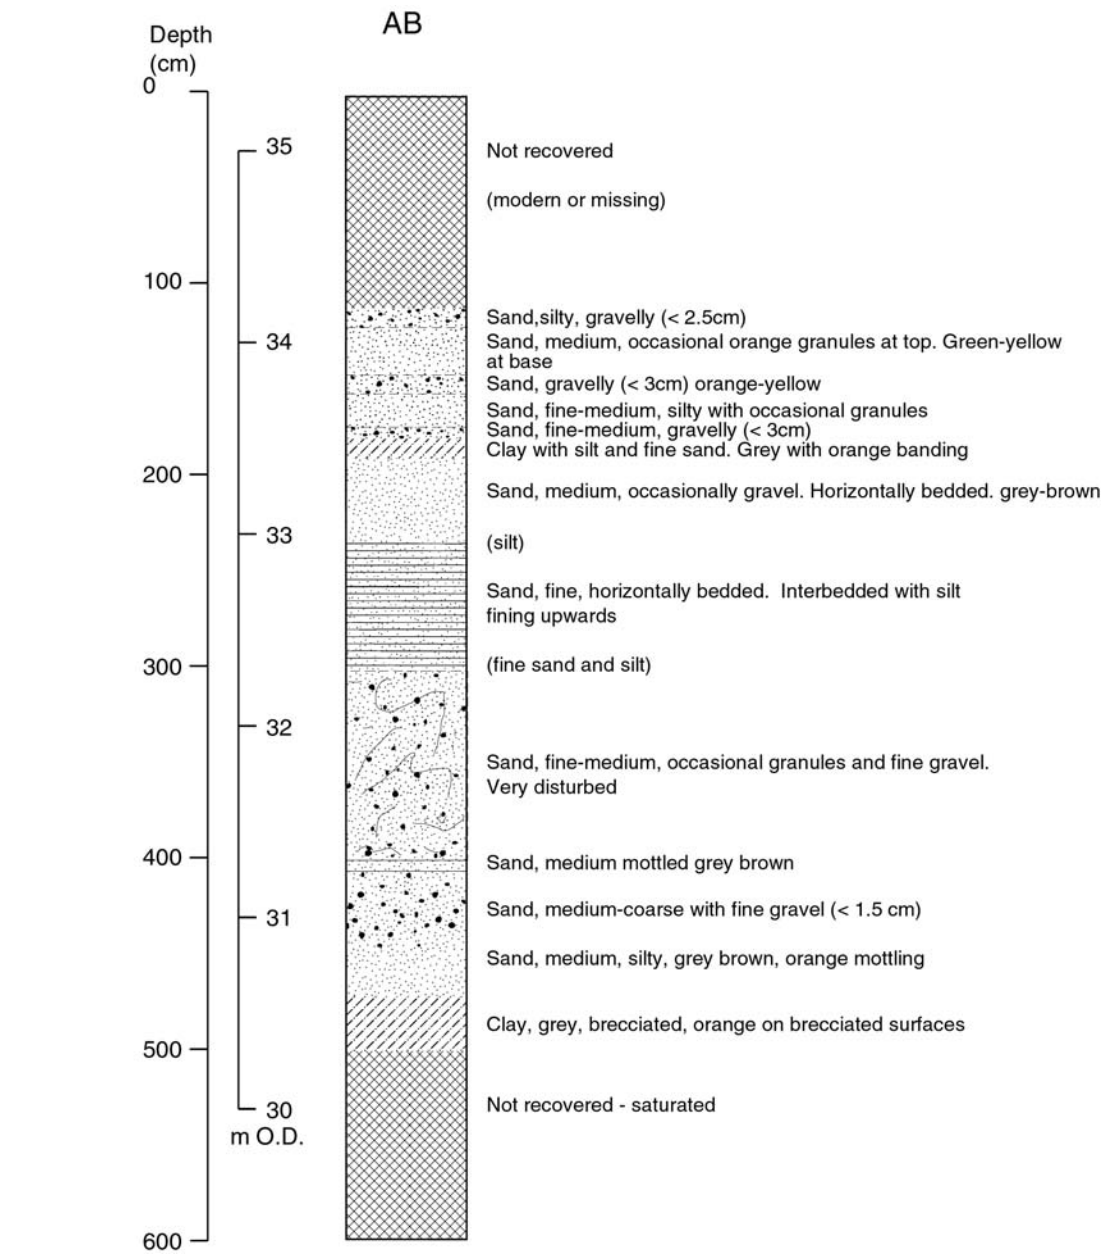 AB
Depth
(cm)
0
35
Not recovered
(modern or missing)
100
Sand,silty, gravelly (< 2.5cm)
34
Sand, medium, occasional orange granules at top. Green-yellow
at base
Sand, gravelly (< 3cm) orange-yellow
Sand, fine-medium, silty with occasional granules
Sand, fine-medium, gravelly (< 3cm)
Clay with silt and fine sand. Grey with orange banding
200
Sand, medium, occasionally gravel. Horizontally bedded. grey-brown
33
(silt)
Sand, fine, horizontally bedded. Interbedded with silt
fining upwards
300
(fine sand and silt)
32
Sand, fine-medium, occasional granules and fine gravel.
Very disturbed
400
Sand, medium mottled grey brown
31
Sand, medium-coarse with fine gravel (< 1.5 cm)
Sand, medium, silty, grey brown, orange mottling
Clay, grey, brecciated, orange on brecciated surfaces
500
30
Not recovered - saturated
m O.D.
600